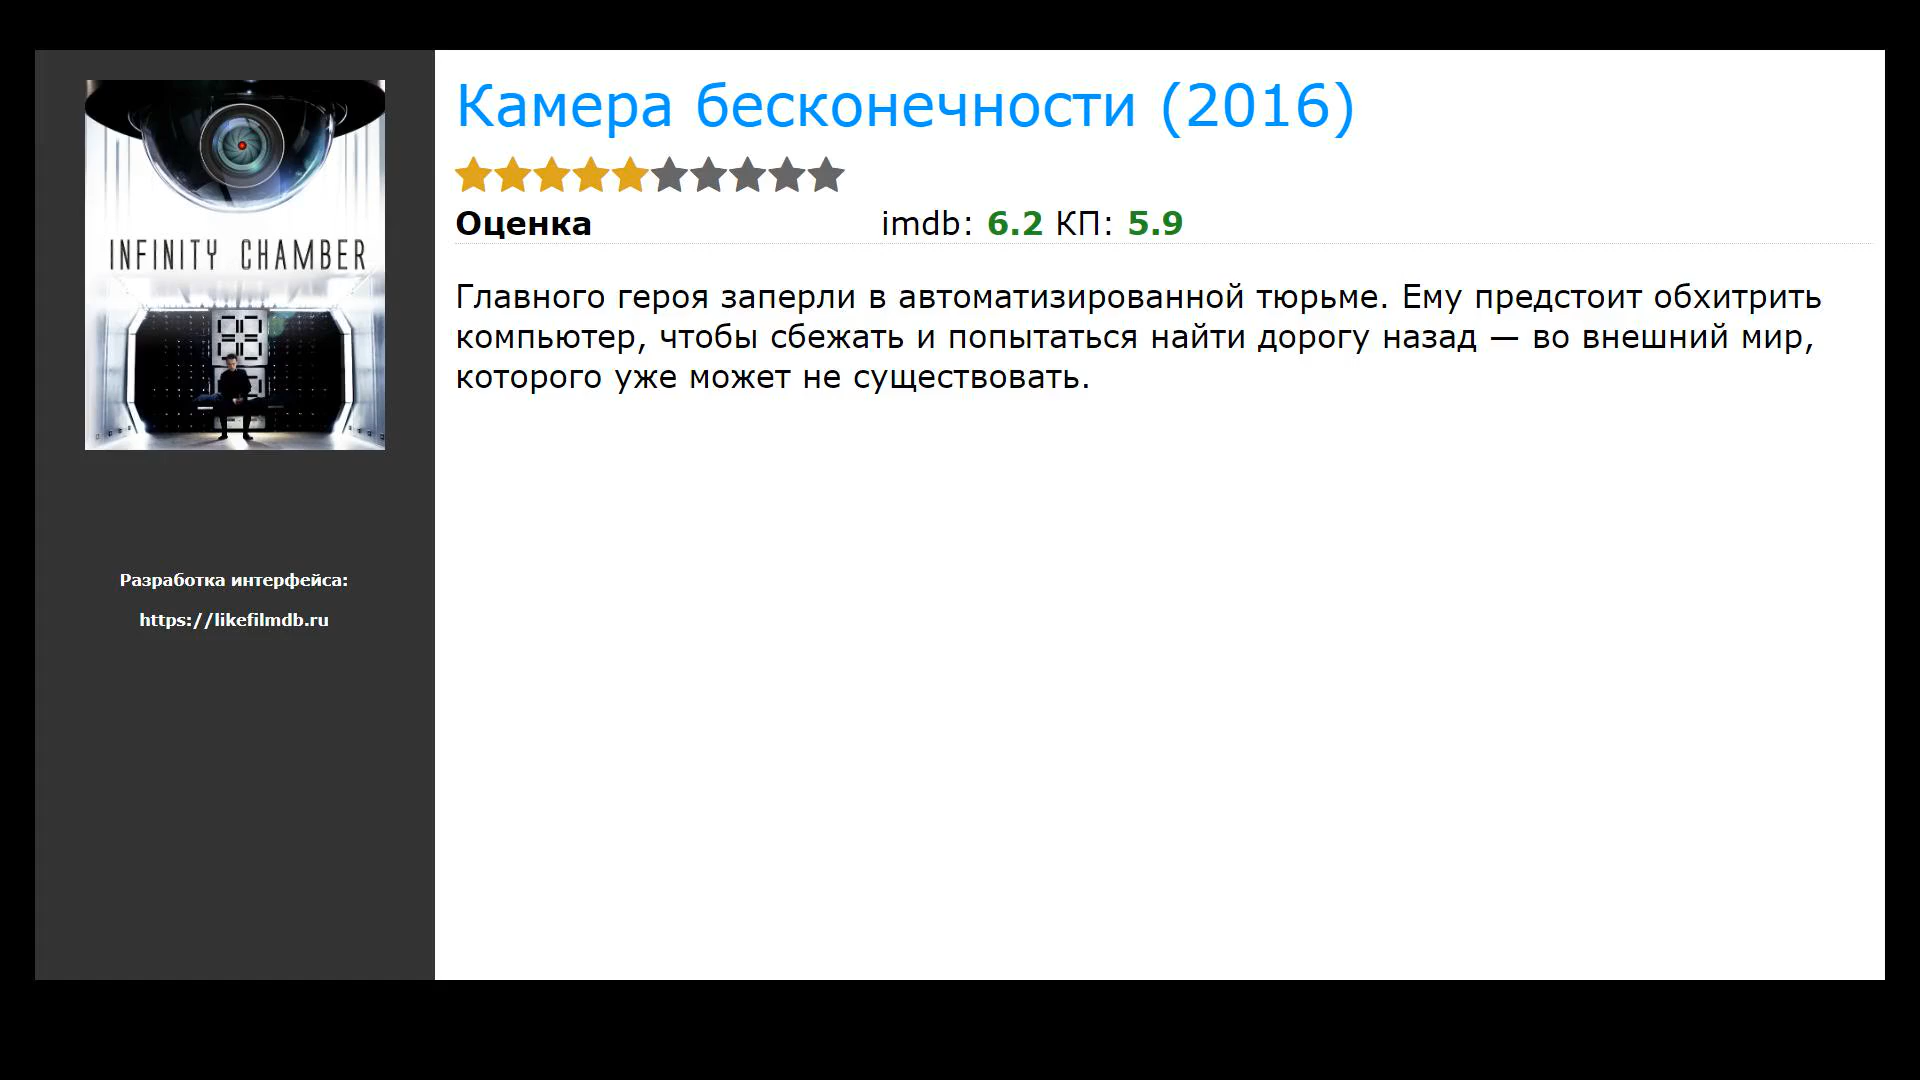 Камера бесконечности (2016)
Оценка imdb: 6.2 КП: 5.9
Главного героя заперли в автоматизированной тюрьме. Ему предстоит обхитрить
компьютер, чтобы сбежать и попытаться найти дорогу назад — во внешний мир,
которого уже может не существовать.
INFINITY CHAMBER
Разработка интерфейса:
https://likefilmdb.ru